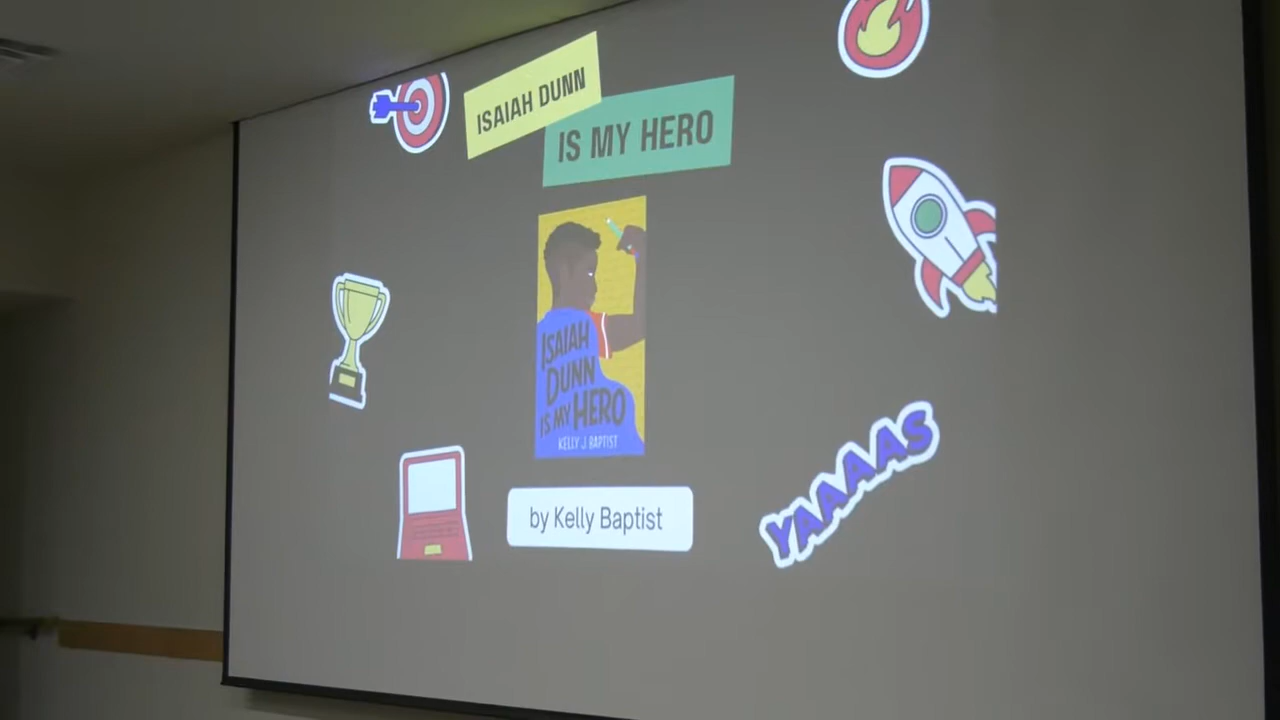 ISAIAH DUNN
IS MY HERO
ISAIAH
DUNN
IS MY HERO
KELLY J. BAPTIST
by Kelly Baptist
YAAAAS